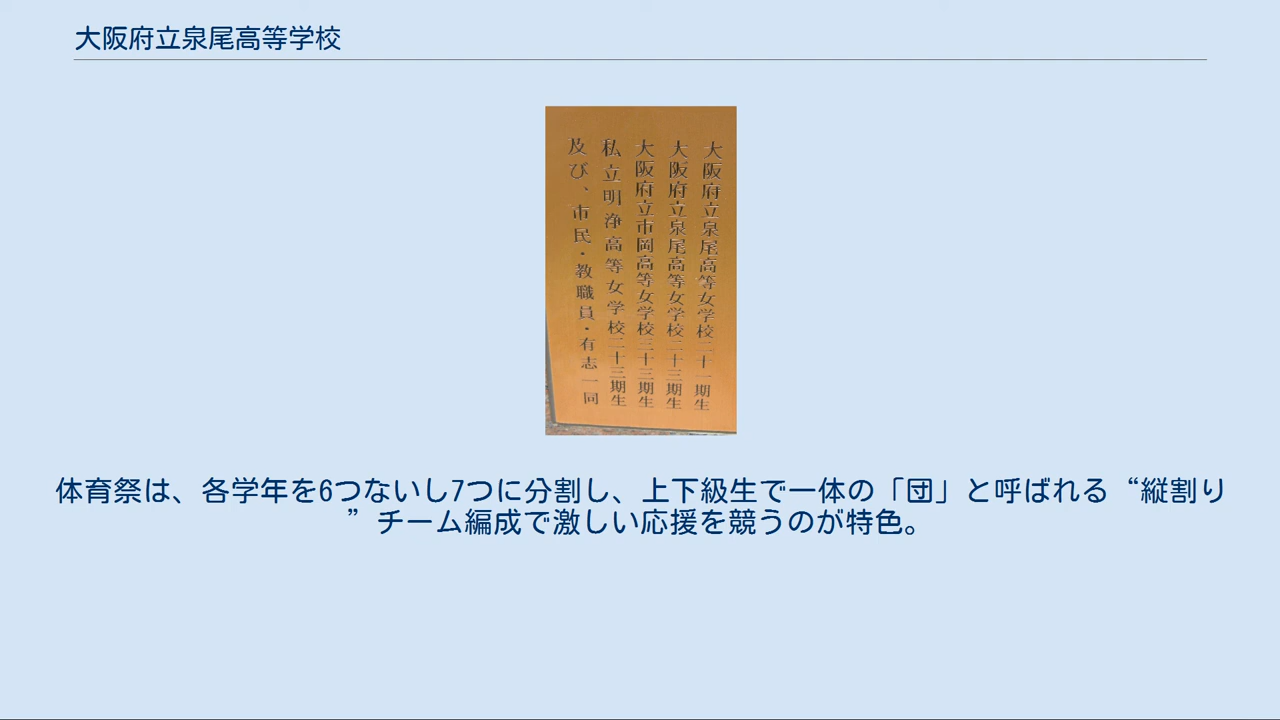 大阪府立泉尾高等学校
大阪府立泉尾高等女学校二十一期生
大阪府立泉尾高等女学校二十三期生
大阪府立市岡高等女学校三十三期生
私立明浄高等女学校二十三期生
及び、市民・教職員・有志一同
体育祭は、各学年を6つないし7つに分割し、上下級生で一体の「団」と呼ばれる“縦割り
”チーム編成で激しい応援を競うのが特色。